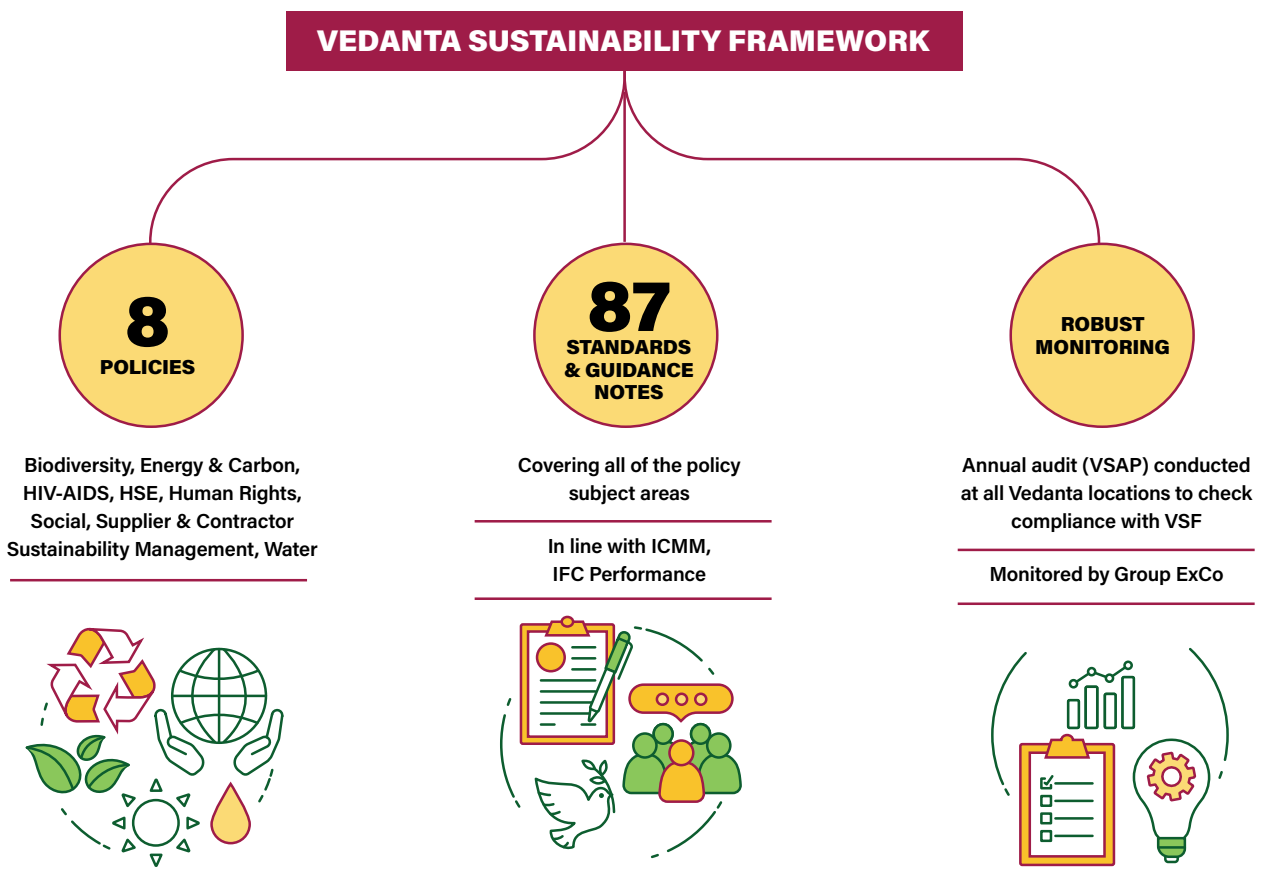 VEDANTA SUSTAINABILITY FRAMEWORK
8
POLICIES
Biodiversity, Energy & Carbon,
HIV-AIDS, HSE, Human Rights,
Social, Supplier & Contractor
Sustainability Management, Water
87
STANDARDS
& GUIDANCE
NOTES
Covering all of the policy
subject areas
In line with ICMM,
IFC Performance
ROBUST
MONITORING
Annual audit (VSAP) conducted
at all Vedanta locations to check
compliance with VSF
Monitored by Group ExCo